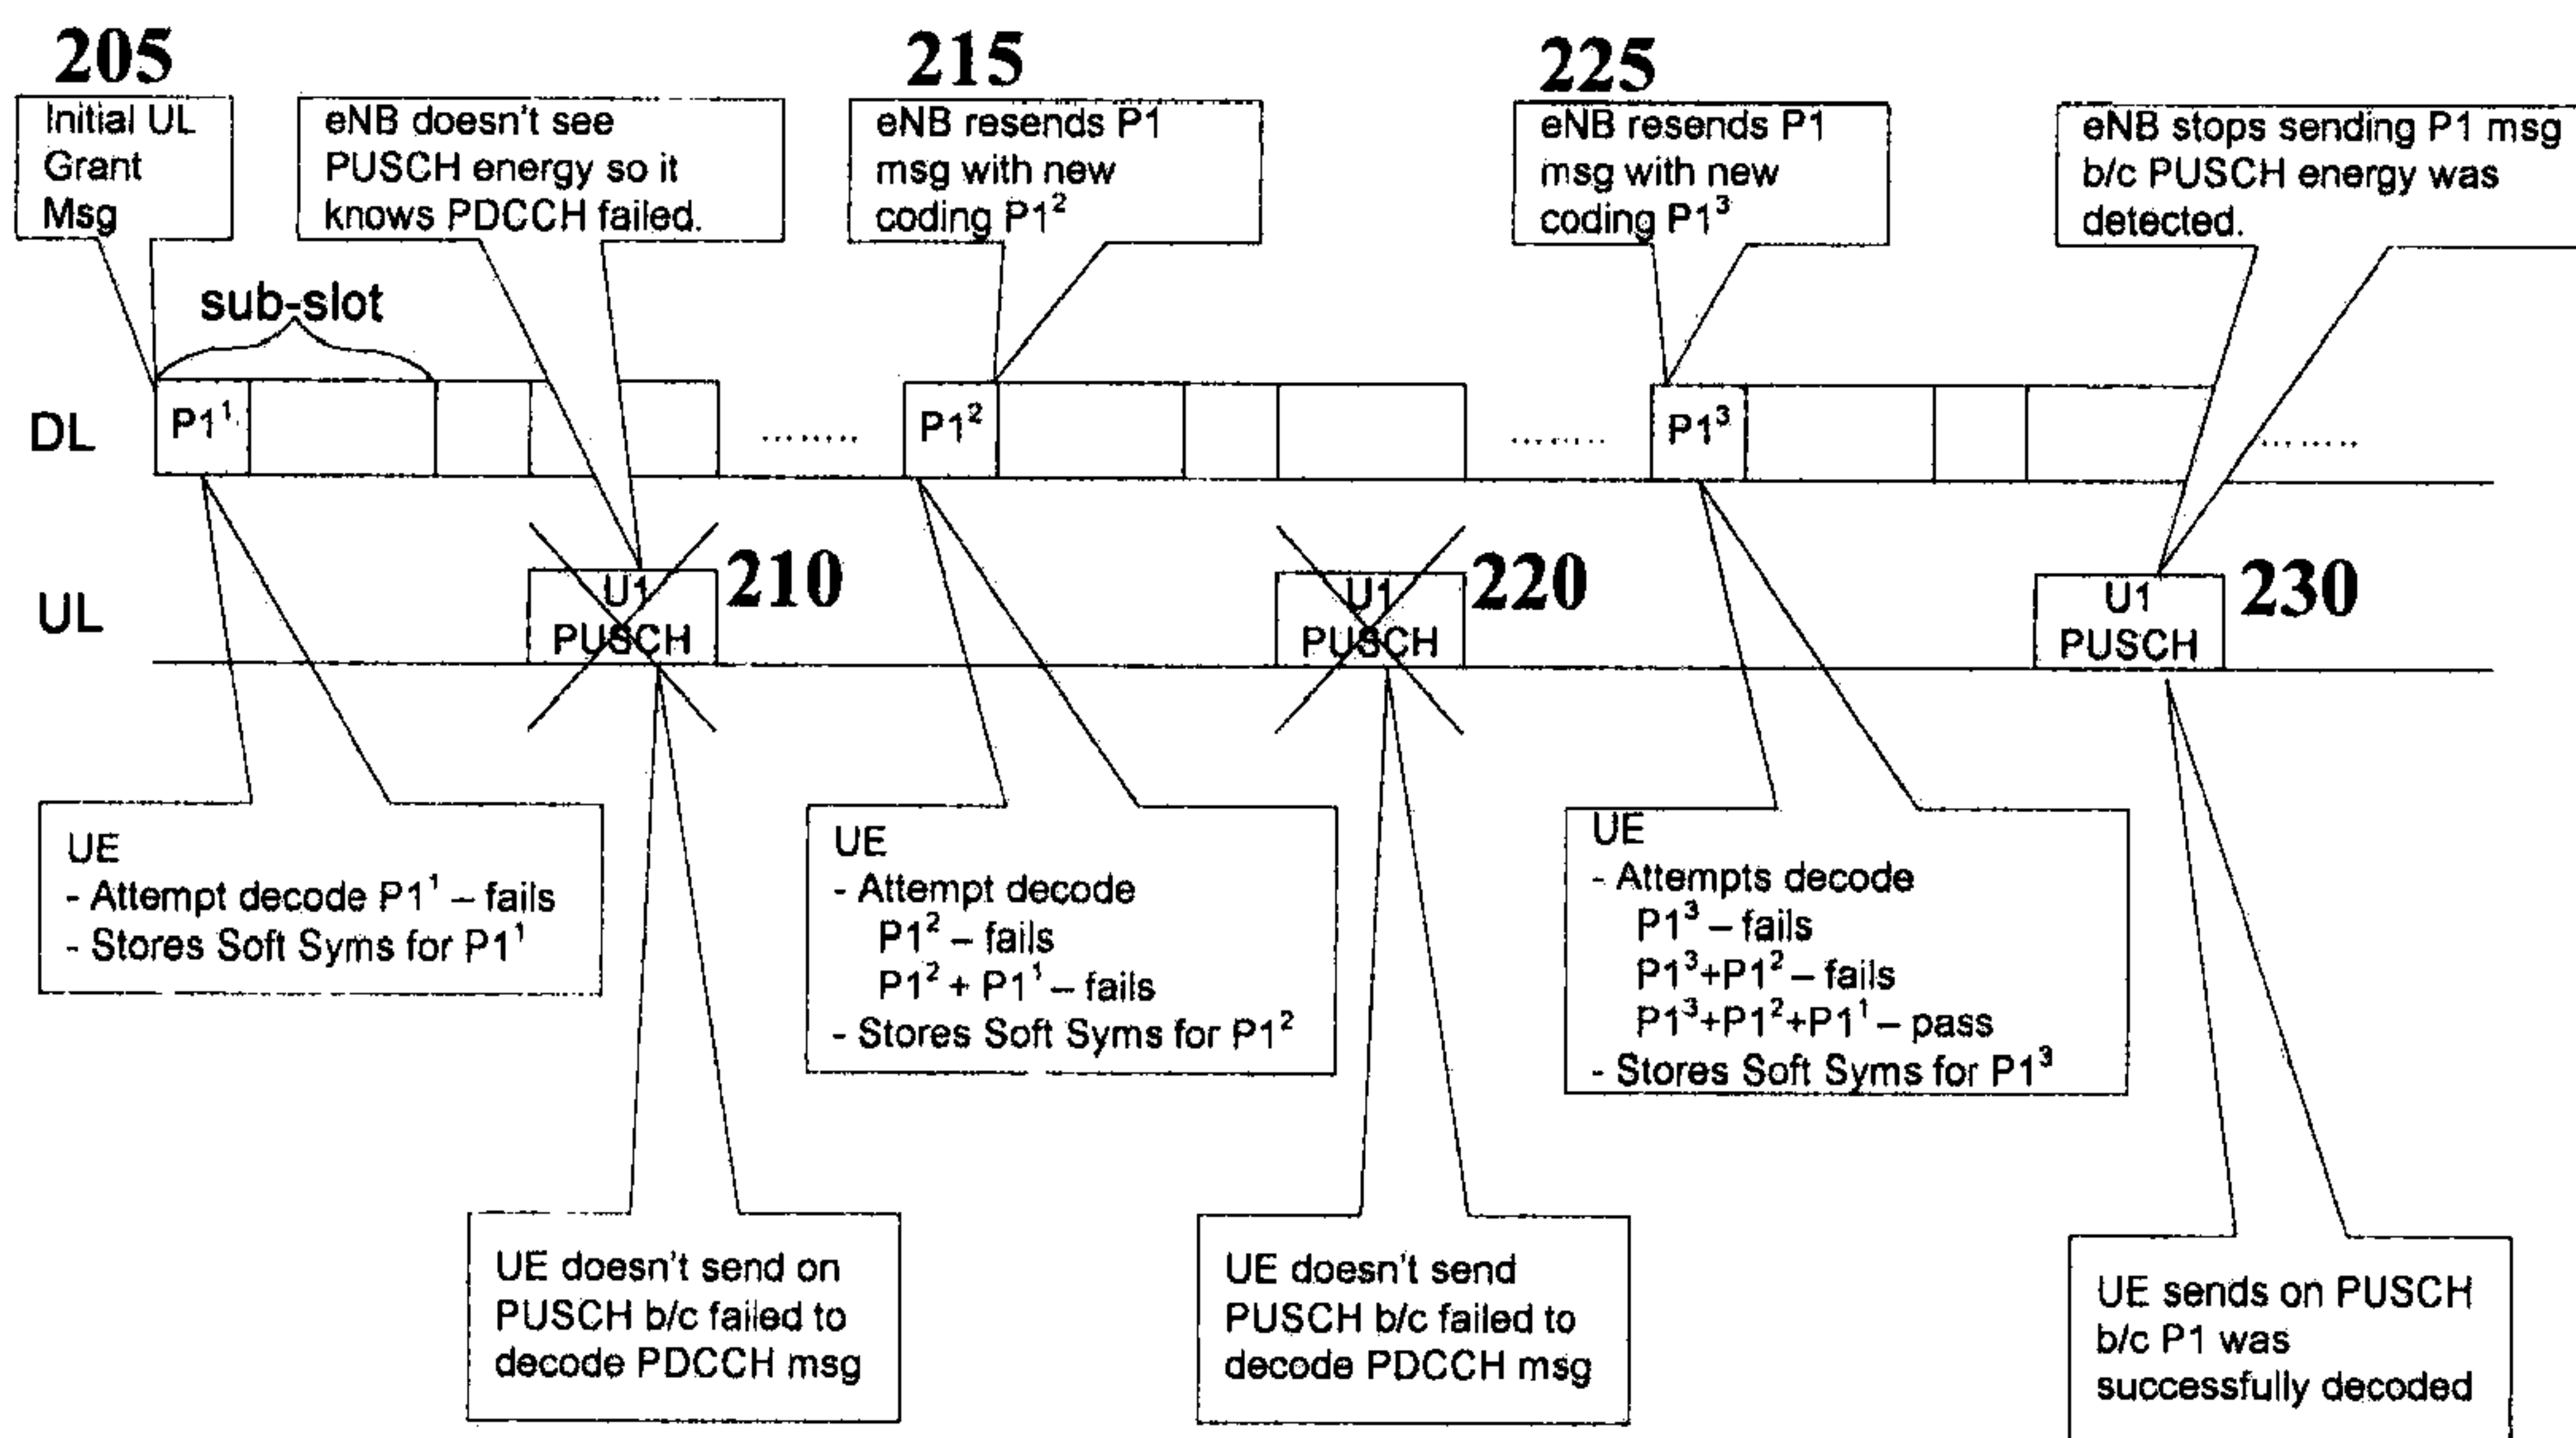 205
Initial UL
Grant
Msg
eNB doesn't see
PUSCH energy so it
knows PDCCH failed.
215
eNB resends P1
msg with new
coding P1²
225
eNB resends P1
msg with new
coding P1³
eNB stops sending P1 msg
b/c PUSCH energy was
detected.
sub-slot
DL
P1¹
........
P1²
........
P1³
........
UL
U1
PUSCH
210
U1
PUSCH
220
U1
PUSCH
230
UE
- Attempt decode P1¹ – fails
- Stores Soft Syms for P1¹
UE
- Attempt decode
P1² – fails
P1² + P1¹ – fails
- Stores Soft Syms for P1²
UE
- Attempts decode
P1³ – fails
P1³+P1² – fails
P1³+P1²+P1¹ – pass
- Stores Soft Syms for P1³
UE doesn't send on
PUSCH b/c failed to
decode PDCCH msg
UE doesn't send
PUSCH b/c failed to
decode PDCCH msg
UE sends on PUSCH
b/c P1 was
successfully decoded